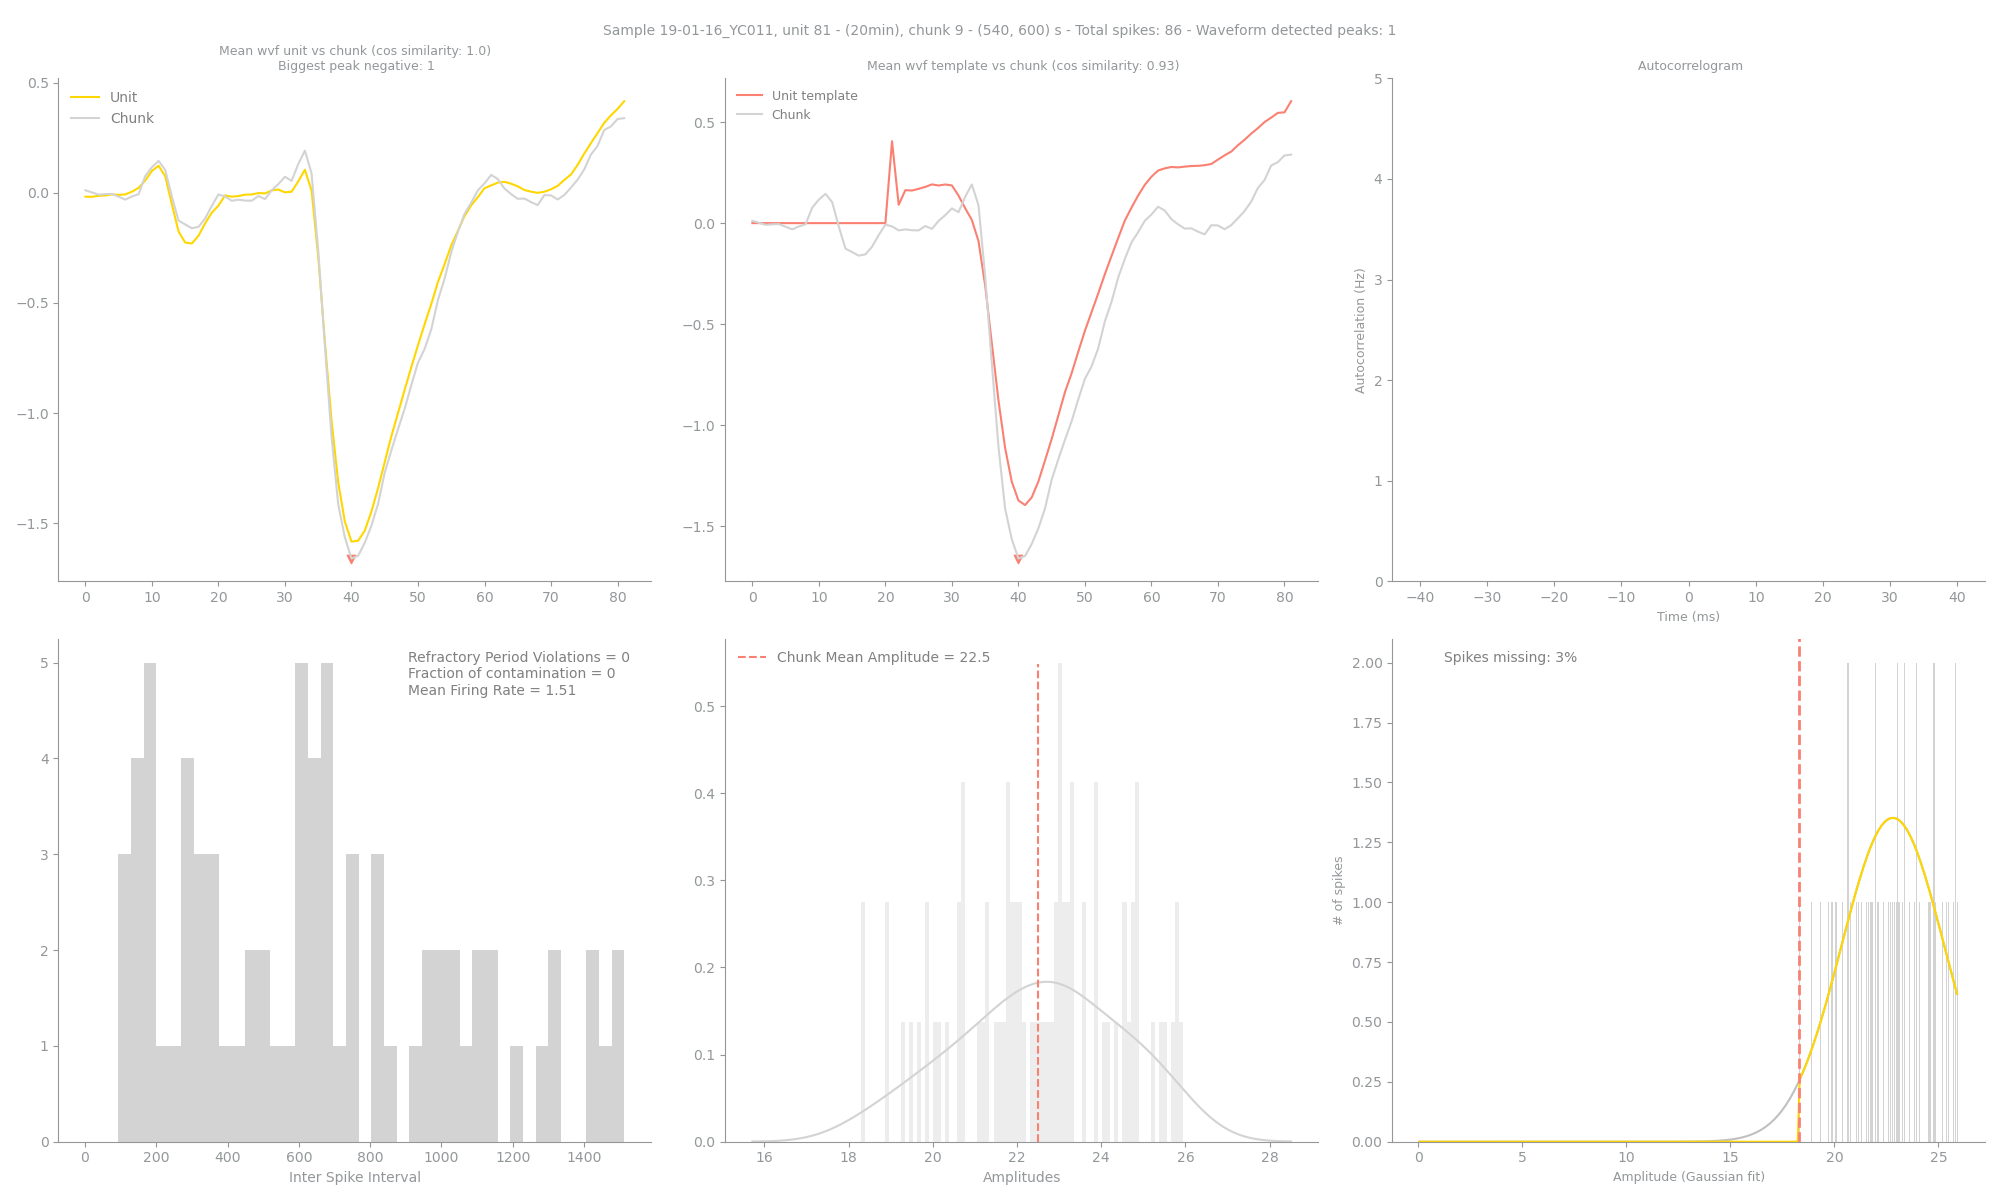 Sample 19-01-16_YC011, unit 81 - (20min), chunk 9 - (540, 600) s - Total spikes: 86 - Waveform detected peaks: 1
Mean wvf unit vs chunk (cos similarity: 1.0)
Biggest peak negative: 1
Unit
Chunk
0.5
0.0
−0.5
−1.0
−1.5
0 10 20 30 40 50 60 70 80
Mean wvf template vs chunk (cos similarity: 0.93)
Unit template
Chunk
0.5
0.0
−0.5
−1.0
−1.5
0 10 20 30 40 50 60 70 80
Autocorrelogram
Autocorrelation (Hz)
5
4
3
2
1
0
−40 −30 −20 −10 0 10 20 30 40
Time (ms)
Refractory Period Violations = 0
Fraction of contamination = 0
Mean Firing Rate = 1.51
5
4
3
2
1
0
0 200 400 600 800 1000 1200 1400
Inter Spike Interval
Chunk Mean Amplitude = 22.5
0.5
0.4
0.3
0.2
0.1
0.0
16 18 20 22 24 26 28
Amplitudes
Spikes missing: 3%
# of spikes
2.00
1.75
1.50
1.25
1.00
0.75
0.50
0.25
0.00
0 5 10 15 20 25
Amplitude (Gaussian fit)